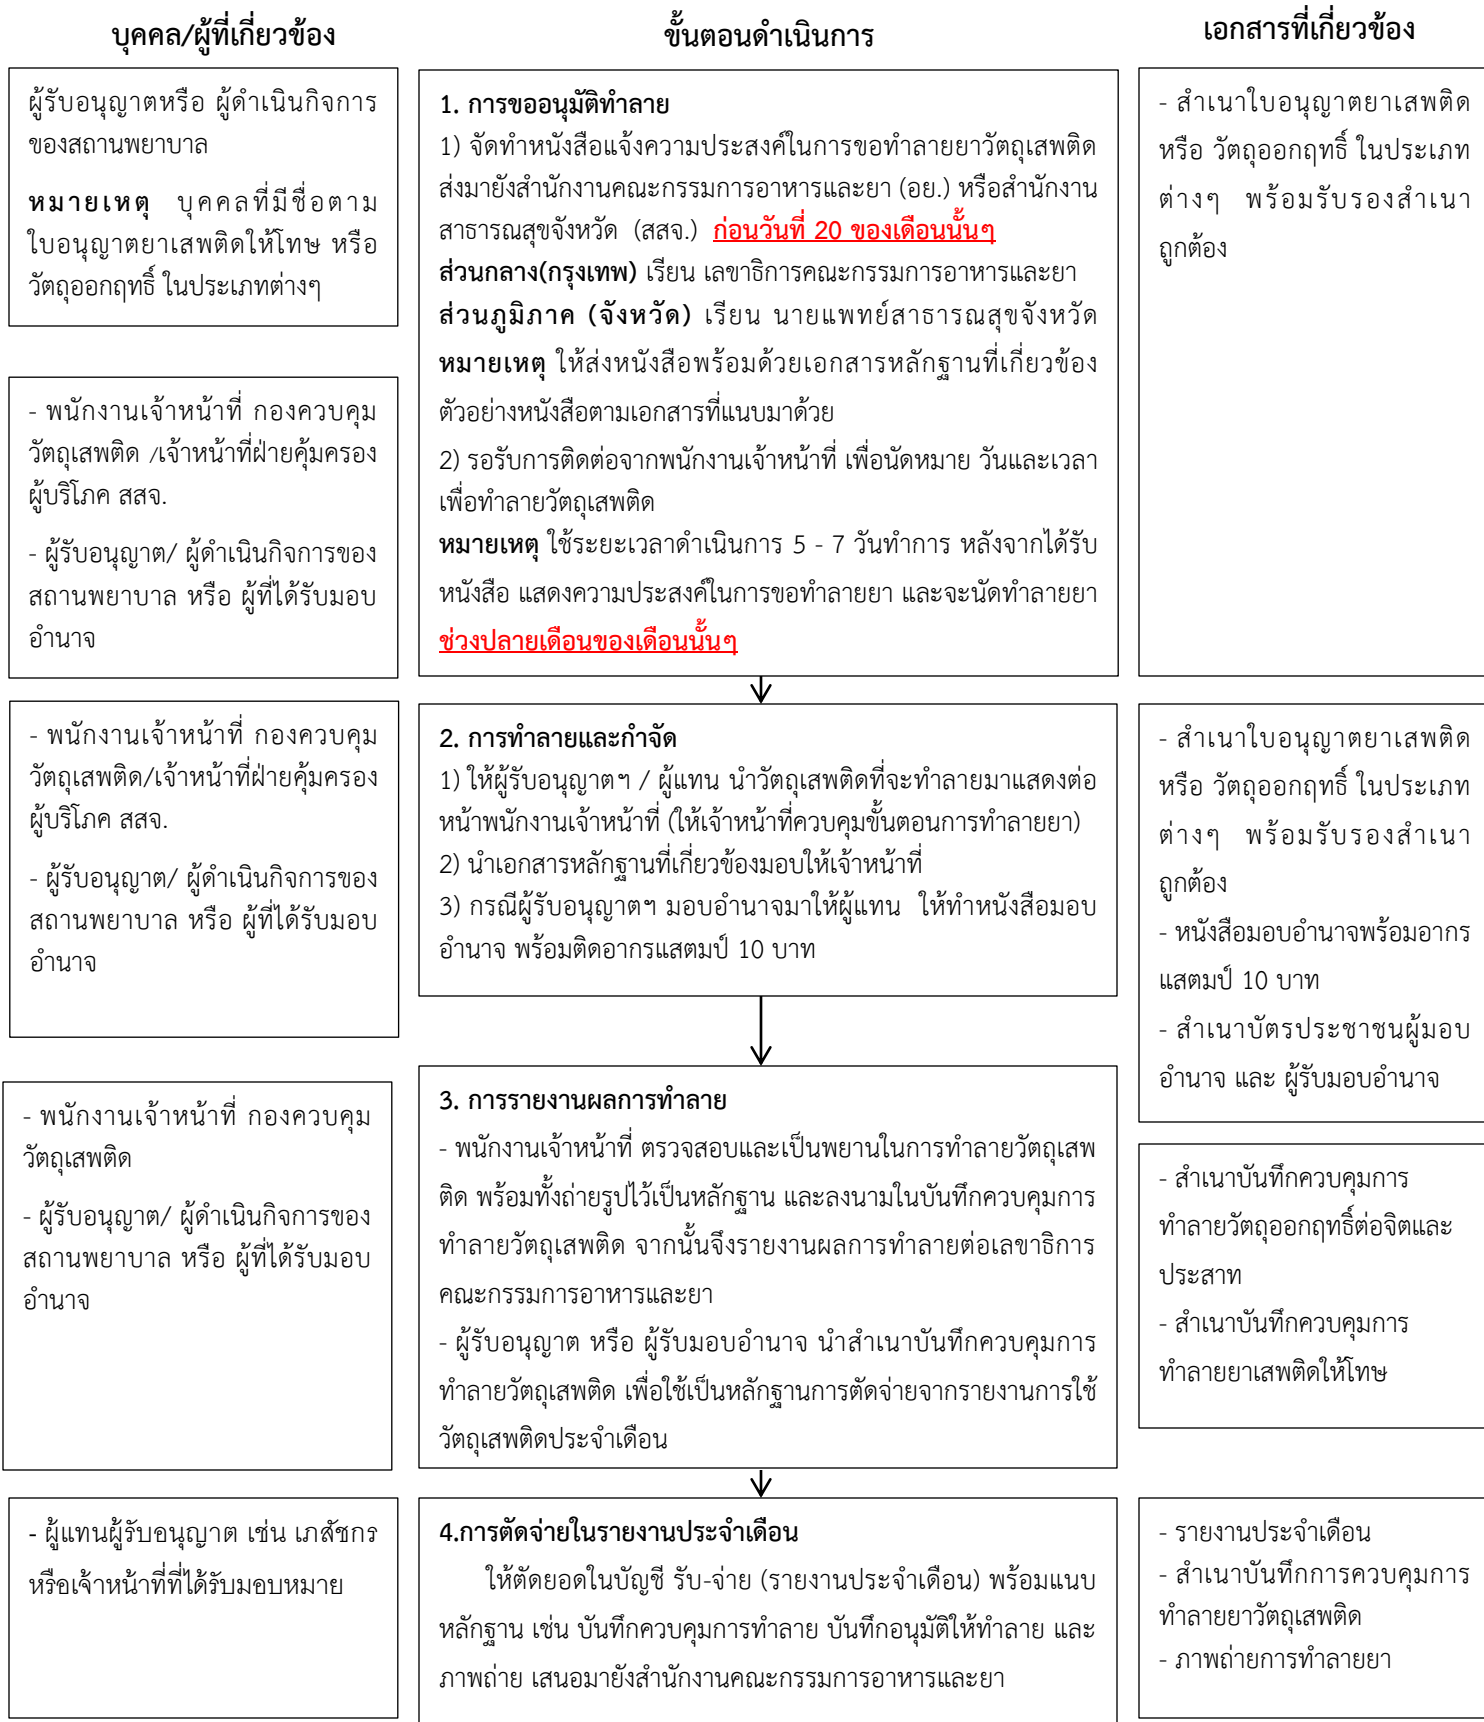 บุคคล/ผู้ที่เกี่ยวข้อง
ขั้นตอนดำเนินการ
เอกสารที่เกี่ยวข้อง
ผู้รับอนุญาตหรือ ผู้ดำเนินกิจการ
ของสถานพยาบาล
หมายเหตุ บุคคลที่มีชื่อตาม
ใบอนุญาตยาเสพติดให้โทษ หรือ
วัตถุออกฤทธิ์ ในประเภทต่างๆ
- พนักงานเจ้าหน้าที่ กองควบคุม
วัตถุเสพติด /เจ้าหน้าที่ฝ่ายคุ้มครอง
ผู้บริโภค สสจ.
- ผู้รับอนุญาต/ ผู้ดำเนินกิจการของ
สถานพยาบาล หรือ ผู้ที่ได้รับมอบ
อำนาจ
1. การขออนุมัติทำลาย
1) จัดทำหนังสือแจ้งความประสงค์ในการขอทำลายยาวัตถุเสพติด
ส่งมายังสำนักงานคณะกรรมการอาหารและยา (อย.) หรือสำนักงาน
สาธารณสุขจังหวัด (สสจ.) ก่อนวันที่ 20 ของเดือนนั้นๆ
ส่วนกลาง(กรุงเทพ) เรียน เลขาธิการคณะกรรมการอาหารและยา
ส่วนภูมิภาค (จังหวัด) เรียน นายแพทย์สาธารณสุขจังหวัด
หมายเหตุ ให้ส่งหนังสือพร้อมด้วยเอกสารหลักฐานที่เกี่ยวข้อง
ตัวอย่างหนังสือตามเอกสารที่แนบมาด้วย
2) รอรับการติดต่อจากพนักงานเจ้าหน้าที่ เพื่อนัดหมาย วันและเวลา
เพื่อทำลายวัตถุเสพติด
หมายเหตุ ใช้ระยะเวลาดำเนินการ 5 - 7 วันทำการ หลังจากได้รับ
หนังสือ แสดงความประสงค์ในการขอทำลายยา และจะนัดทำลายยา
ช่วงปลายเดือนของเดือนนั้นๆ
- สำเนาใบอนุญาตยาเสพติด
หรือ วัตถุออกฤทธิ์ ในประเภท
ต่างๆ พร้อมรับรองสำเนา
ถูกต้อง
- พนักงานเจ้าหน้าที่ กองควบคุม
วัตถุเสพติด/เจ้าหน้าที่ฝ่ายคุ้มครอง
ผู้บริโภค สสจ.
- ผู้รับอนุญาต/ ผู้ดำเนินกิจการของ
สถานพยาบาล หรือ ผู้ที่ได้รับมอบ
อำนาจ
2. การทำลายและกำจัด
1) ให้ผู้รับอนุญาตฯ / ผู้แทน นำวัตถุเสพติดที่จะทำลายมาแสดงต่อ
หน้าพนักงานเจ้าหน้าที่ (ให้เจ้าหน้าที่ควบคุมขั้นตอนการทำลายยา)
2) นำเอกสารหลักฐานที่เกี่ยวข้องมอบให้เจ้าหน้าที่
3) กรณีผู้รับอนุญาตฯ มอบอำนาจมาให้ผู้แทน ให้ทำหนังสือมอบ
อำนาจ พร้อมติดอากรแสตมป์ 10 บาท
- สำเนาใบอนุญาตยาเสพติด
หรือ วัตถุออกฤทธิ์ ในประเภท
ต่างๆ พร้อมรับรองสำเนา
ถูกต้อง
- หนังสือมอบอำนาจพร้อมอากร
แสตมป์ 10 บาท
- สำเนาบัตรประชาชนผู้มอบ
อำนาจ และ ผู้รับมอบอำนาจ
- พนักงานเจ้าหน้าที่ กองควบคุม
วัตถุเสพติด
- ผู้รับอนุญาต/ ผู้ดำเนินกิจการของ
สถานพยาบาล หรือ ผู้ที่ได้รับมอบ
อำนาจ
3. การรายงานผลการทำลาย
- พนักงานเจ้าหน้าที่ ตรวจสอบและเป็นพยานในการทำลายวัตถุเสพ
ติด พร้อมทั้งถ่ายรูปไว้เป็นหลักฐาน และลงนามในบันทึกควบคุมการ
ทำลายวัตถุเสพติด จากนั้นจึงรายงานผลการทำลายต่อเลขาธิการ
คณะกรรมการอาหารและยา
- ผู้รับอนุญาต หรือ ผู้รับมอบอำนาจ นำสำเนาบันทึกควบคุมการ
ทำลายวัตถุเสพติด เพื่อใช้เป็นหลักฐานการตัดจ่ายจากรายงานการใช้
วัตถุเสพติดประจำเดือน
- สำเนาบันทึกควบคุมการ
ทำลายวัตถุออกฤทธิ์ต่อจิตและ
ประสาท
- สำเนาบันทึกควบคุมการ
ทำลายยาเสพติดให้โทษ
- ผู้แทนผู้รับอนุญาต เช่น เภสัชกร
หรือเจ้าหน้าที่ที่ได้รับมอบหมาย
4.การตัดจ่ายในรายงานประจำเดือน
ให้ตัดยอดในบัญชี รับ-จ่าย (รายงานประจำเดือน) พร้อมแนบ
หลักฐาน เช่น บันทึกควบคุมการทำลาย บันทึกอนุมัติให้ทำลาย และ
ภาพถ่าย เสนอมายังสำนักงานคณะกรรมการอาหารและยา
- รายงานประจำเดือน
- สำเนาบันทึกการควบคุมการ
ทำลายยาวัตถุเสพติด
- ภาพถ่ายการทำลายยา